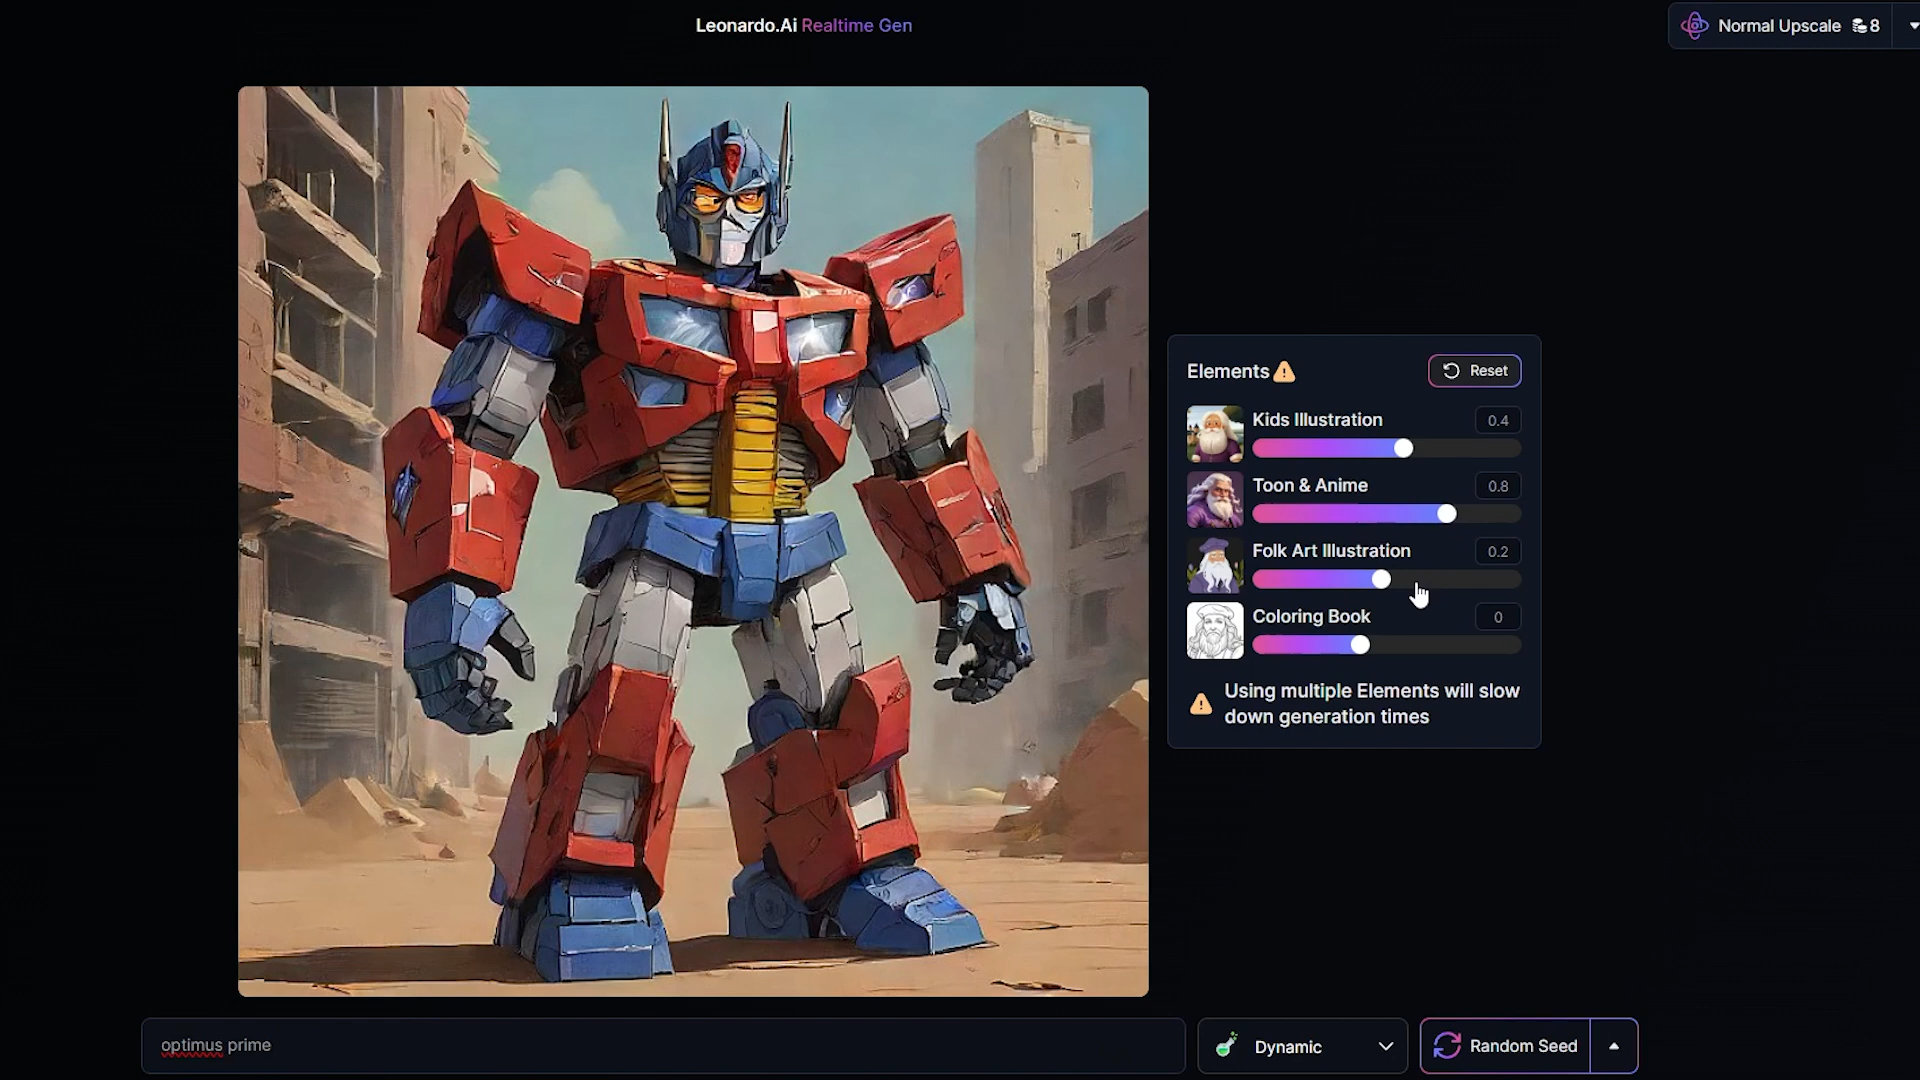 Leonardo.Ai Realtime Gen
Normal Upscale 8
Elements
Reset
Kids Illustration 0.4
Toon & Anime 0.8
Folk Art Illustration 0.2
Coloring Book 0
Using multiple Elements will slow
down generation times
optimus prime
Dynamic
Random Seed